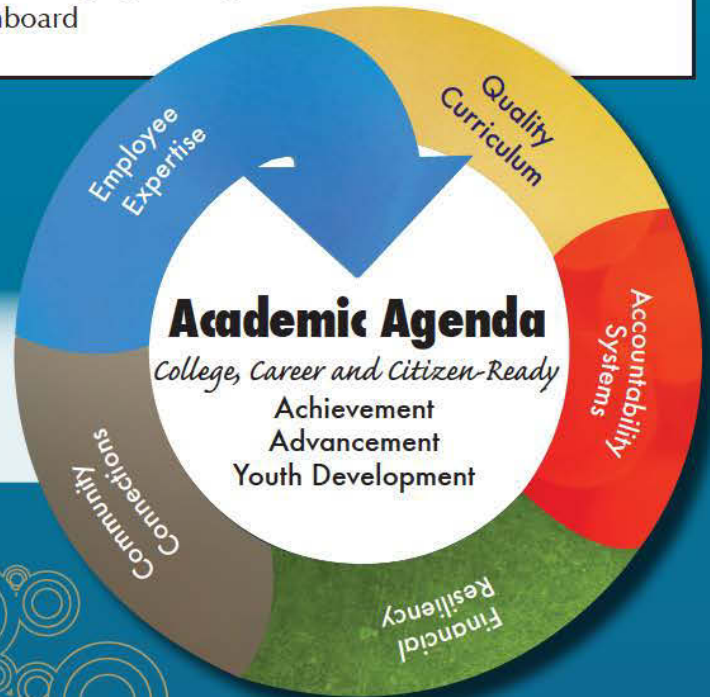 Employee
Expertise
Quality
Curriculum
Accountability
Systems
Financial
Resiliency
Community
Connections
Academic Agenda
College, Career and Citizen-Ready
Achievement
Advancement
Youth Development